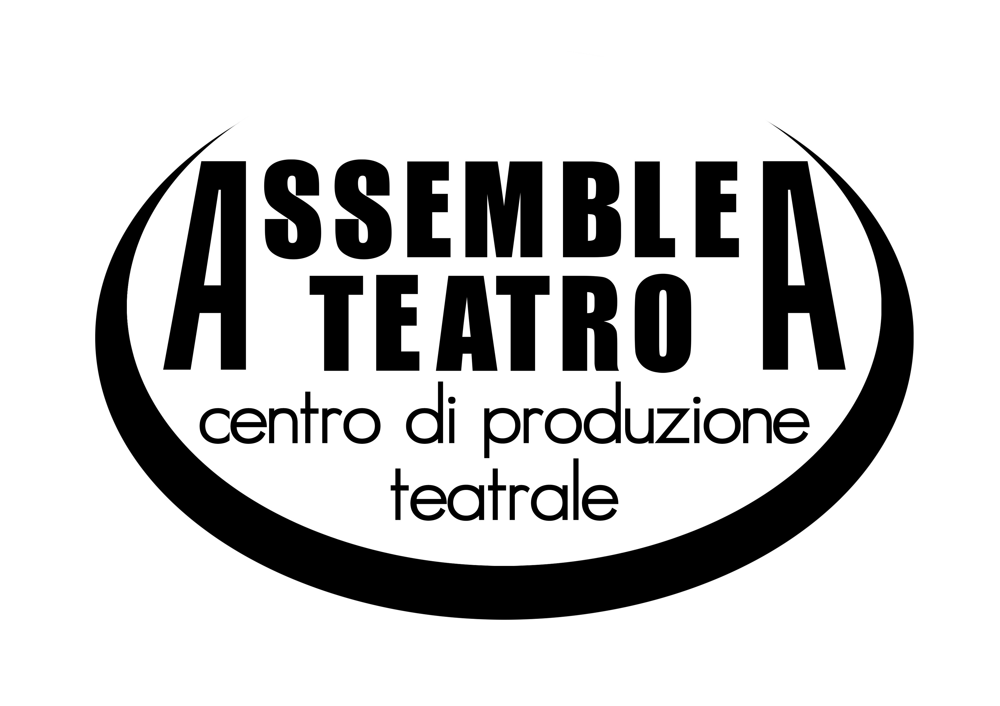 ASSEMBLEA
TEATRO
centro di produzione
teatrale